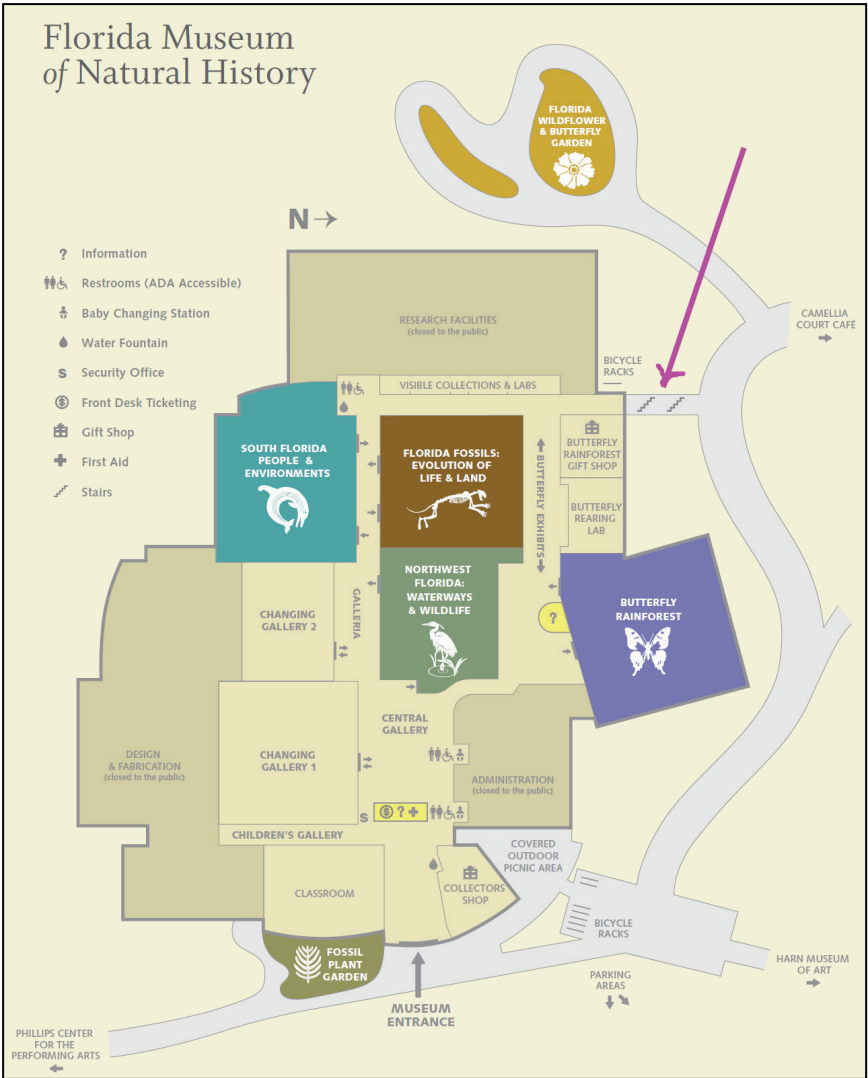 Florida Museum
of Natural History
FLORIDA
WILDFLOWER
& BUTTERFLY
GARDEN
N
? Information
Restrooms (ADA Accessible)
Baby Changing Station
Water Fountain
S Security Office
$ Front Desk Ticketing
Gift Shop
First Aid
Stairs
RESEARCH FACILITIES
(closed to the public)
CAMELLIA
COURT CAFÉ
BICYCLE
RACKS
VISIBLE COLLECTIONS & LABS
SOUTH FLORIDA
PEOPLE &
ENVIRONMENTS
FLORIDA FOSSILS:
EVOLUTION OF
LIFE & LAND
BUTTERFLY EXHIBITS
BUTTERFLY
RAINFOREST
GIFT SHOP
BUTTERFLY
REARING
LAB
NORTHWEST
FLORIDA:
WATERWAYS
& WILDLIFE
CHANGING
GALLERY 2
GALLERIA
?
BUTTERFLY
RAINFOREST
CENTRAL
GALLERY
DESIGN
& FABRICATION
(closed to the public)
CHANGING
GALLERY 1
ADMINISTRATION
(closed to the public)
S
$ ?
CHILDREN'S GALLERY
COVERED
OUTDOOR
PICNIC AREA
CLASSROOM
COLLECTORS
SHOP
BICYCLE
RACKS
FOSSIL
PLANT
GARDEN
HARN MUSEUM
OF ART
PARKING
AREAS
MUSEUM
ENTRANCE
PHILLIPS CENTER
FOR THE
PERFORMING ARTS